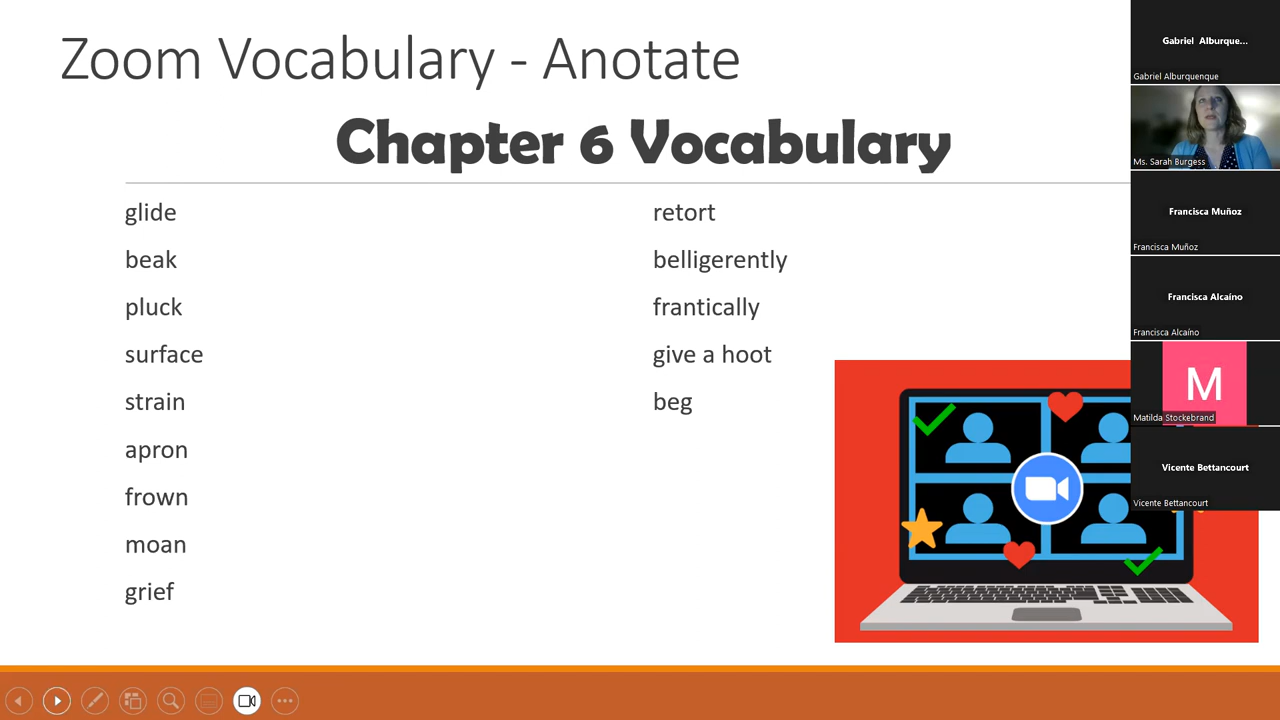 Zoom Vocabulary - Anotate
Chapter 6 Vocabulary
glide
beak
pluck
surface
strain
apron
frown
moan
grief
retort
belligerently
frantically
give a hoot
beg
Gabriel Alburque...
Gabriel Alburquenque
Ms. Sarah Burgess
Francisca Muñoz
Francisca Muñoz
Francisca Alcaíno
Francisca Alcaíno
M
Matilda Stockebrand
Vicente Bettancourt
Vicente Bettancourt